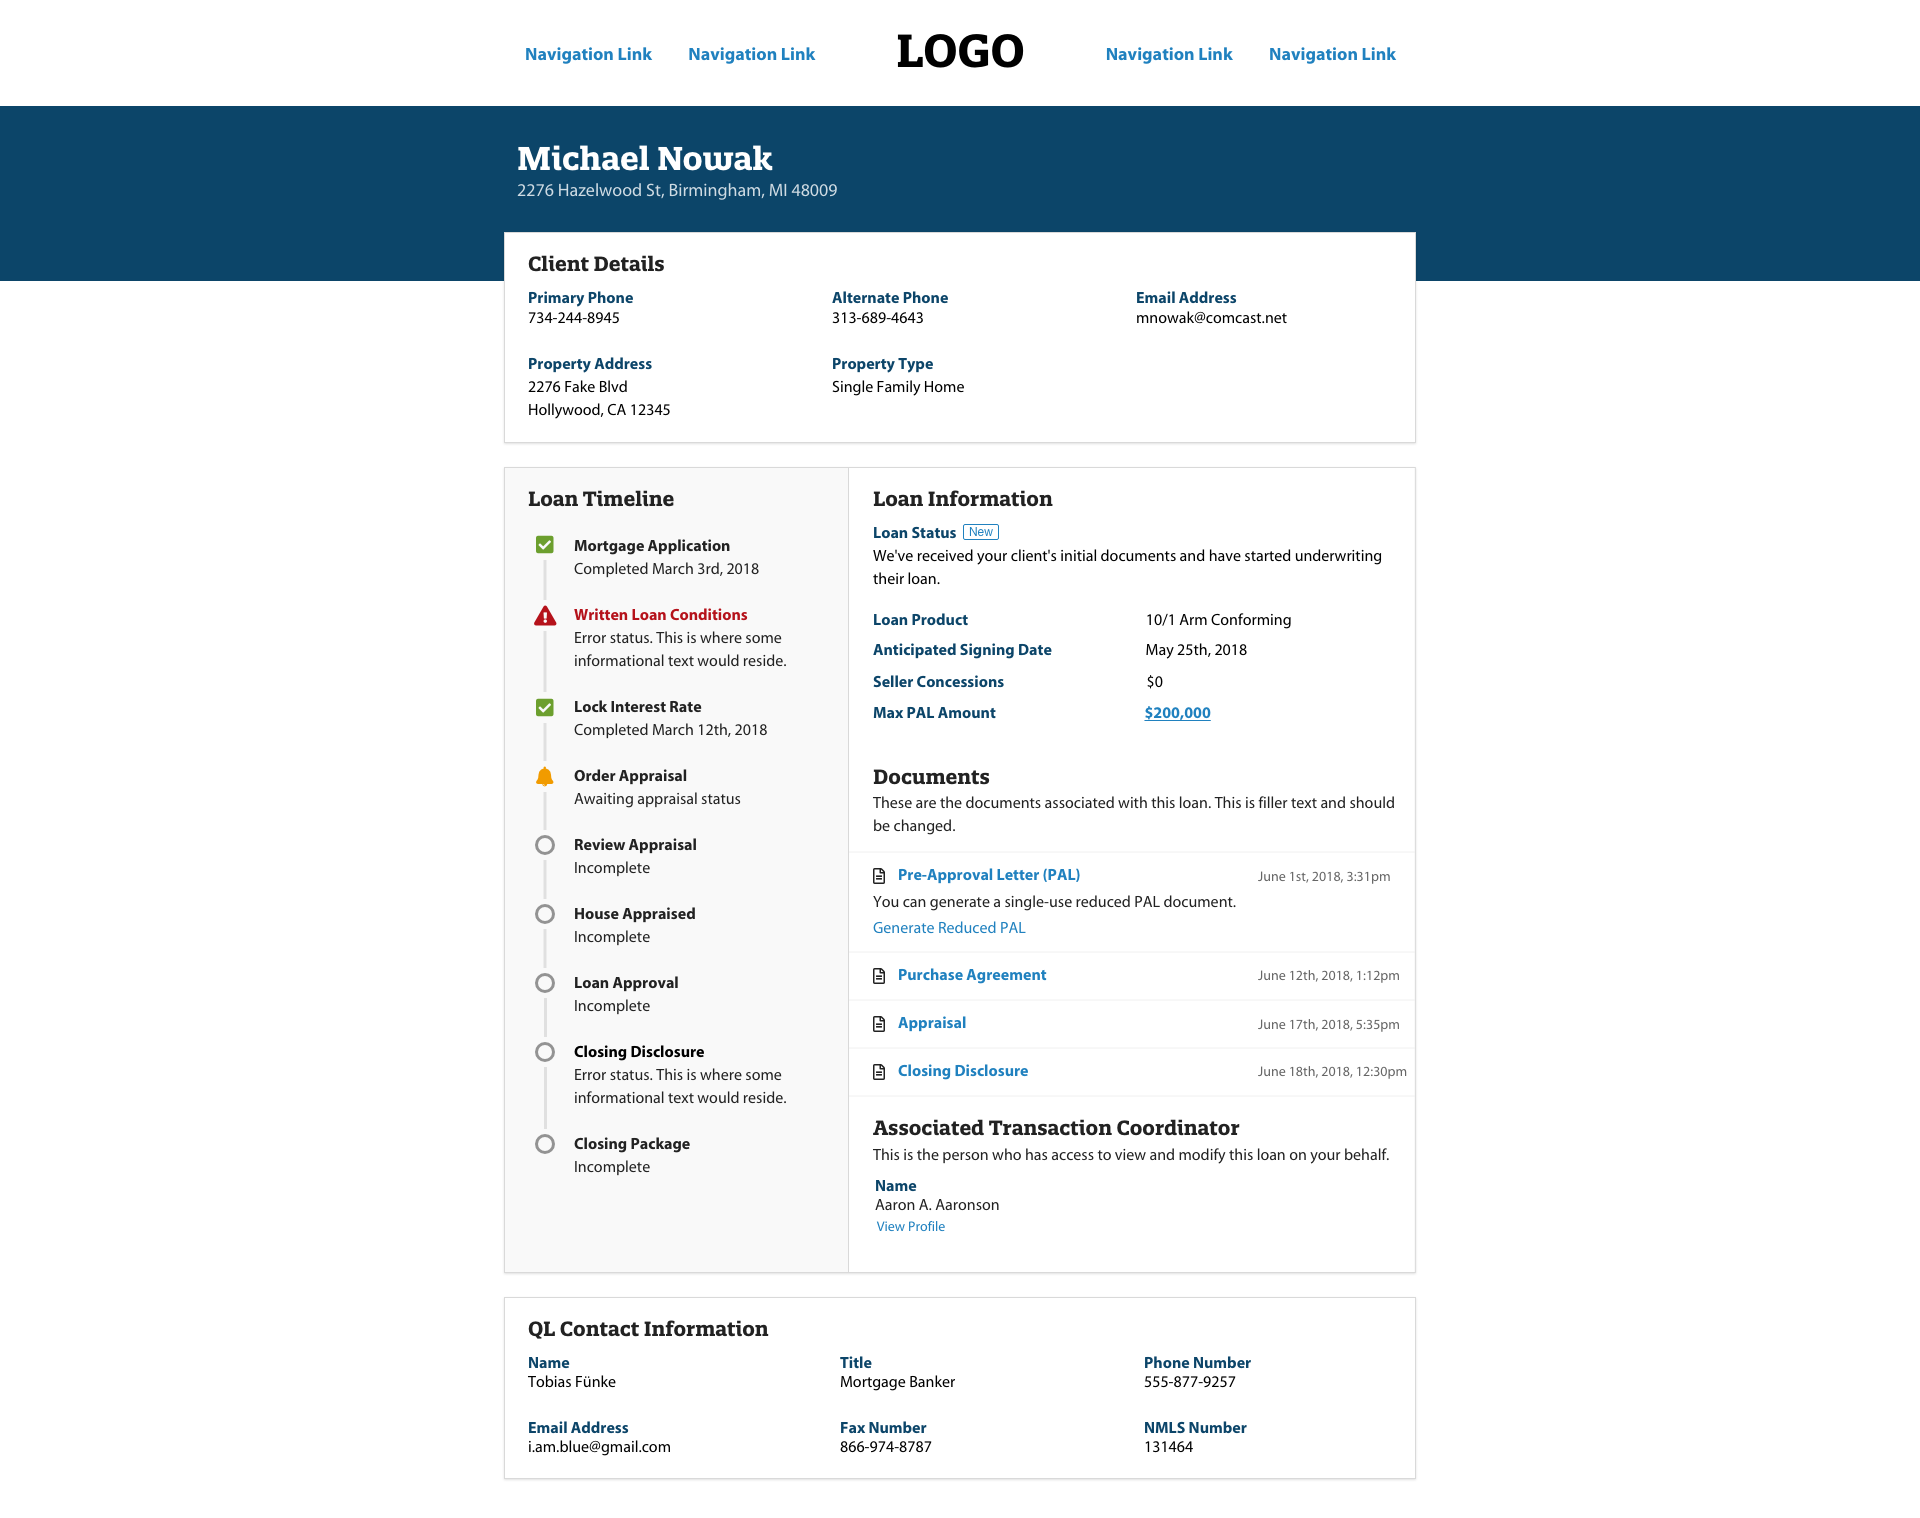 Navigation Link
Navigation Link
LOGO
Navigation Link
Navigation Link
Michael Nowak
2276 Hazelwood St, Birmingham, MI 48009
Client Details
Primary Phone
734-244-8945
Alternate Phone
313-689-4643
Email Address
mnowak@comcast.net
Property Address
2276 Fake Blvd
Hollywood, CA 12345
Property Type
Single Family Home
Loan Timeline
Mortgage Application
Completed March 3rd, 2018
Written Loan Conditions
Error status. This is where some
informational text would reside.
Lock Interest Rate
Completed March 12th, 2018
Order Appraisal
Awaiting appraisal status
Review Appraisal
Incomplete
House Appraised
Incomplete
Loan Approval
Incomplete
Closing Disclosure
Error status. This is where some
informational text would reside.
Closing Package
Incomplete
Loan Information
Loan Status New
We've received your client's initial documents and have started underwriting
their loan.
Loan Product 10/1 Arm Conforming
Anticipated Signing Date May 25th, 2018
Seller Concessions $0
Max PAL Amount $200,000
Documents
These are the documents associated with this loan. This is filler text and should
be changed.
Pre-Approval Letter (PAL) June 1st, 2018, 3:31pm
You can generate a single-use reduced PAL document.
Generate Reduced PAL
Purchase Agreement June 12th, 2018, 1:12pm
Appraisal June 17th, 2018, 5:35pm
Closing Disclosure June 18th, 2018, 12:30pm
Associated Transaction Coordinator
This is the person who has access to view and modify this loan on your behalf.
Name
Aaron A. Aaronson
View Profile
QL Contact Information
Name
Tobias Fünke
Title
Mortgage Banker
Phone Number
555-877-9257
Email Address
i.am.blue@gmail.com
Fax Number
866-974-8787
NMLS Number
131464